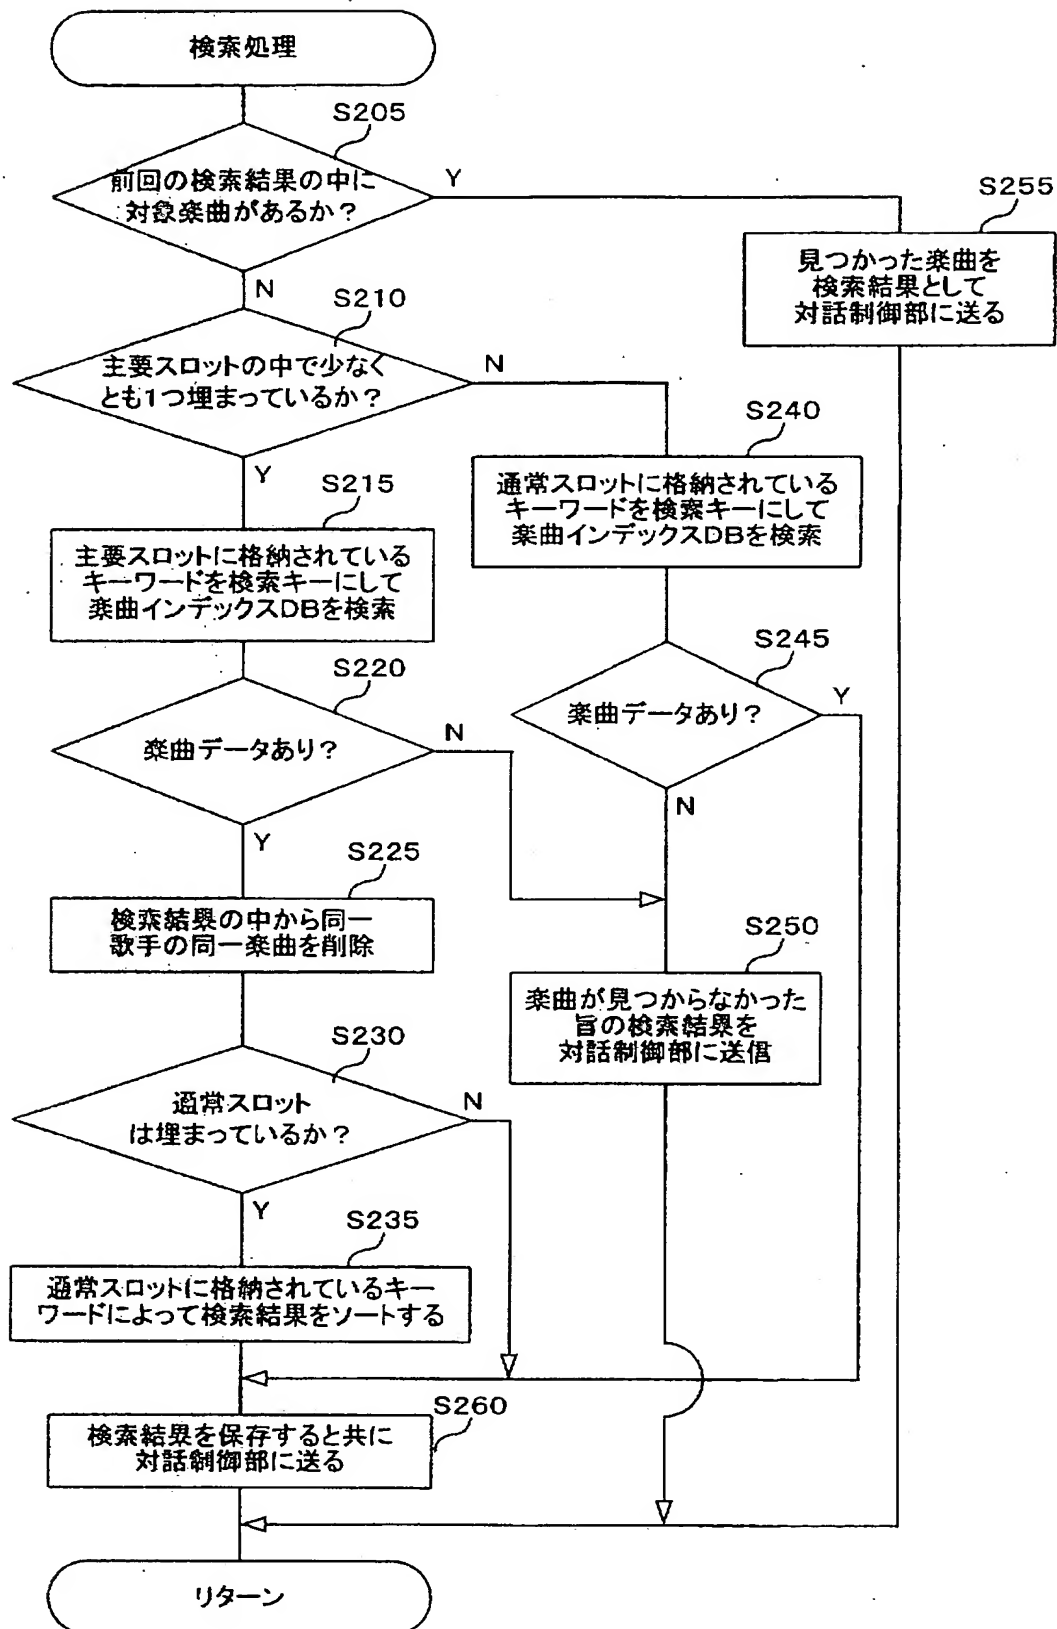 検索処理
S205
前回の検索結果の中に
対象楽曲があるか?
Y
N
S255
見つかった楽曲を
検索結果として
対話制御部に送る
S210
主要スロットの中で少なく
とも1つ埋まっているか?
N
Y
S240
通常スロットに格納されている
キーワードを検索キーにして
楽曲インデックスDBを検索
S215
主要スロットに格納されている
キーワードを検索キーにして
楽曲インデックスDBを検索
S245
楽曲データあり?
Y
N
S220
楽曲データあり?
N
Y
S225
検索結果の中から同一
歌手の同一楽曲を削除
S250
楽曲が見つからなかった
旨の検索結果を
対話制御部に送信
S230
通常スロット
は埋まっているか?
N
Y
S235
通常スロットに格納されているキー
ワードによって検索結果をソートする
S260
検索結果を保存すると共に
対話制御部に送る
リターン